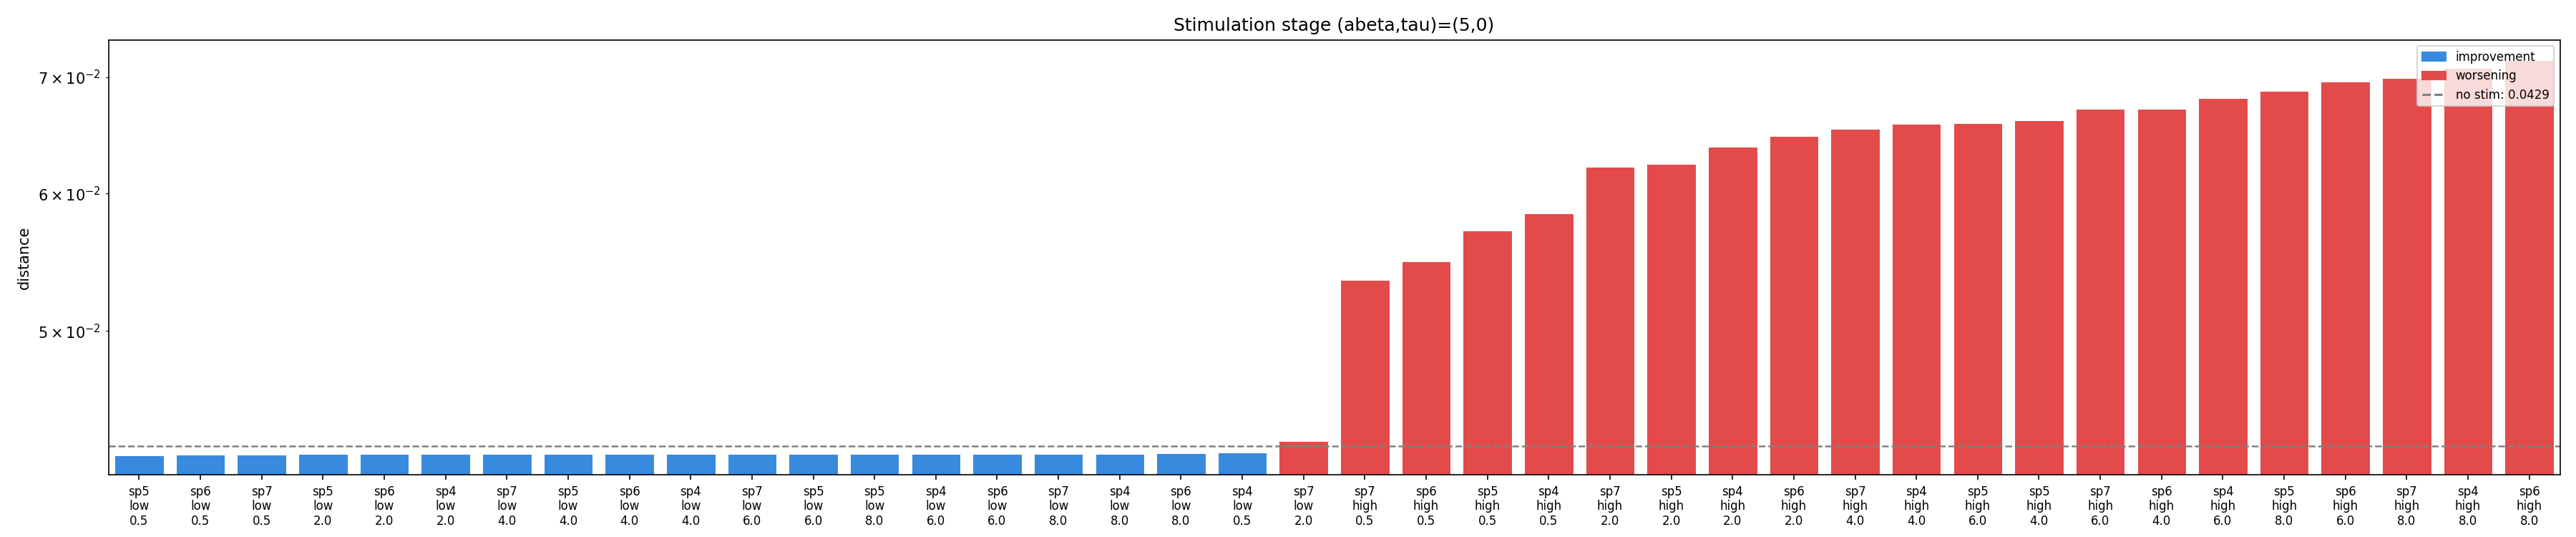 Stimulation stage (abeta,tau)=(5,0)
improvement
worsening
no stim: 0.0429
distance
7 × 10⁻²
6 × 10⁻²
5 × 10⁻²
sp5 sp6 sp7 sp5 sp6 sp4 sp7 sp5 sp6 sp4 sp7 sp5 sp5 sp4 sp6 sp7 sp4 sp6 sp4 sp7 sp7 sp6 sp5 sp4 sp7 sp5 sp4 sp6 sp7 sp4 sp5 sp5 sp7 sp6 sp4 sp5 sp6 sp7 sp4 sp6
low low low low low low low low low low low low low low low low low low low low high high high high high high high high high high high high high high high high high high high high
0.5 0.5 0.5 2.0 2.0 2.0 4.0 4.0 4.0 4.0 6.0 6.0 8.0 6.0 6.0 8.0 8.0 8.0 0.5 2.0 0.5 0.5 0.5 0.5 2.0 2.0 2.0 2.0 4.0 4.0 6.0 4.0 6.0 4.0 6.0 8.0 6.0 8.0 8.0 8.0